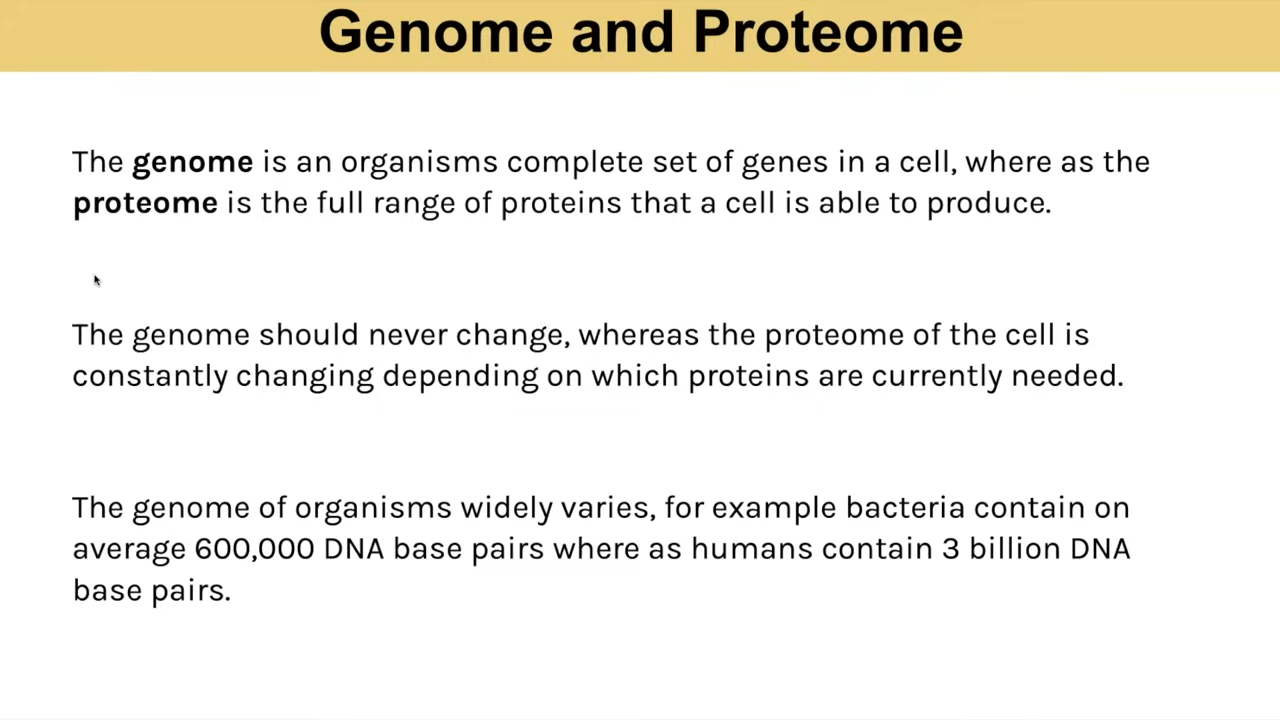 Genome and Proteome
The genome is an organisms complete set of genes in a cell, where as the
proteome is the full range of proteins that a cell is able to produce.
The genome should never change, whereas the proteome of the cell is
constantly changing depending on which proteins are currently needed.
The genome of organisms widely varies, for example bacteria contain on
average 600,000 DNA base pairs where as humans contain 3 billion DNA
base pairs.